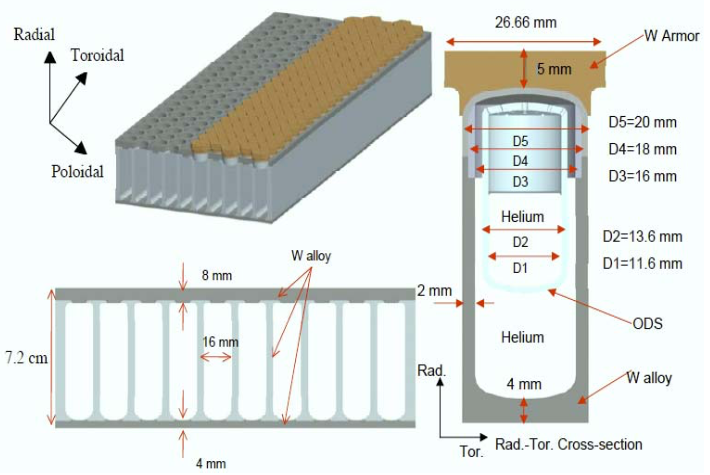 Radial
Toroidal
Poloidal
26.66 mm
W Armor
5 mm
D5=20 mm
D5
D4=18 mm
D4
D3=16 mm
D3
Helium
D2=13.6 mm
D2
D1=11.6 mm
D1
W alloy
8 mm
2 mm
16 mm
7.2 cm
ODS
Helium
Rad.
4 mm
W alloy
Tor.
Rad.-Tor. Cross-section
4 mm